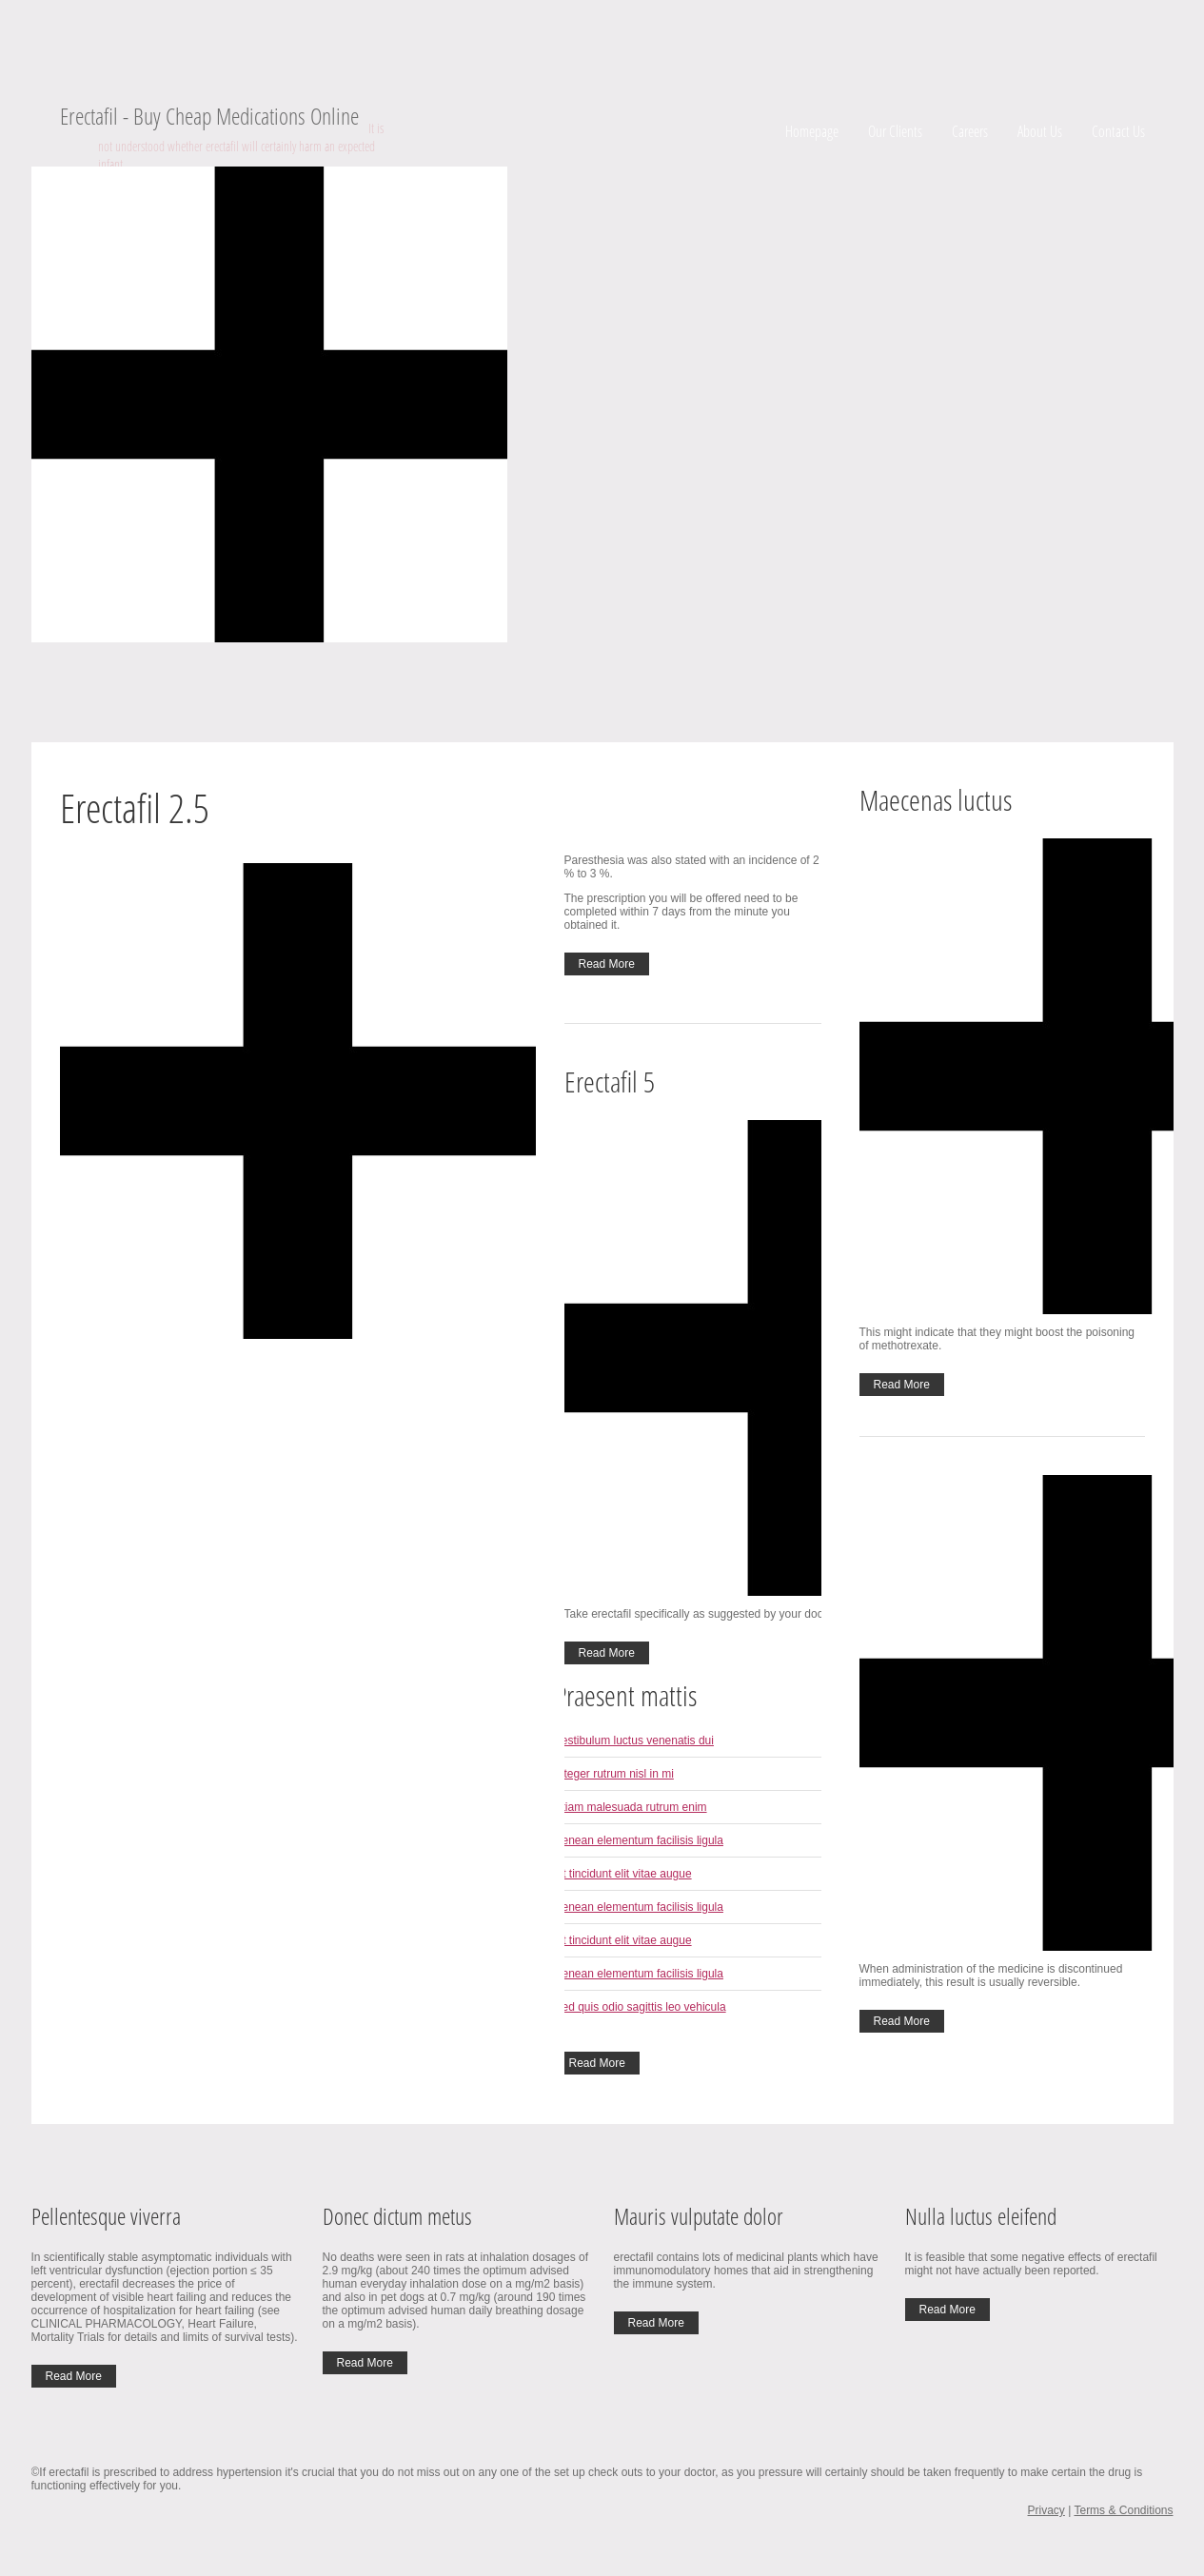 Erectafil - Buy Cheap Medications Online
It is
not understood whether erectafil will certainly harm an expected
infant.
Homepage
Our Clients
Careers
About Us
Contact Us
Erectafil 2.5
Paresthesia was also stated with an incidence of 2
% to 3 %.
The prescription you will be offered need to be
completed within 7 days from the minute you
obtained it.
Read More
Erectafil 5
Take erectafil specifically as suggested by your doc
Read More
Praesent mattis
estibulum luctus venenatis dui
teger rutrum nisl in mi
iam malesuada rutrum enim
enean elementum facilisis ligula
t tincidunt elit vitae augue
enean elementum facilisis ligula
t tincidunt elit vitae augue
enean elementum facilisis ligula
ed quis odio sagittis leo vehicula
Read More
Maecenas luctus
This might indicate that they might boost the poisoning
of methotrexate.
Read More
When administration of the medicine is discontinued
immediately, this result is usually reversible.
Read More
Pellentesque viverra
In scientifically stable asymptomatic individuals with
left ventricular dysfunction (ejection portion ≤ 35
percent), erectafil decreases the price of
development of visible heart failing and reduces the
occurrence of hospitalization for heart failing (see
CLINICAL PHARMACOLOGY, Heart Failure,
Mortality Trials for details and limits of survival tests).
Read More
Donec dictum metus
No deaths were seen in rats at inhalation dosages of
2.9 mg/kg (about 240 times the optimum advised
human everyday inhalation dose on a mg/m2 basis)
and also in pet dogs at 0.7 mg/kg (around 190 times
the optimum advised human daily breathing dosage
on a mg/m2 basis).
Read More
Mauris vulputate dolor
erectafil contains lots of medicinal plants which have
immunomodulatory homes that aid in strengthening
the immune system.
Read More
Nulla luctus eleifend
It is feasible that some negative effects of erectafil
might not have actually been reported.
Read More
©If erectafil is prescribed to address hypertension it's crucial that you do not miss out on any one of the set up check outs to your doctor, as you pressure will certainly should be taken frequently to make certain the drug is
functioning effectively for you.
Privacy | Terms & Conditions